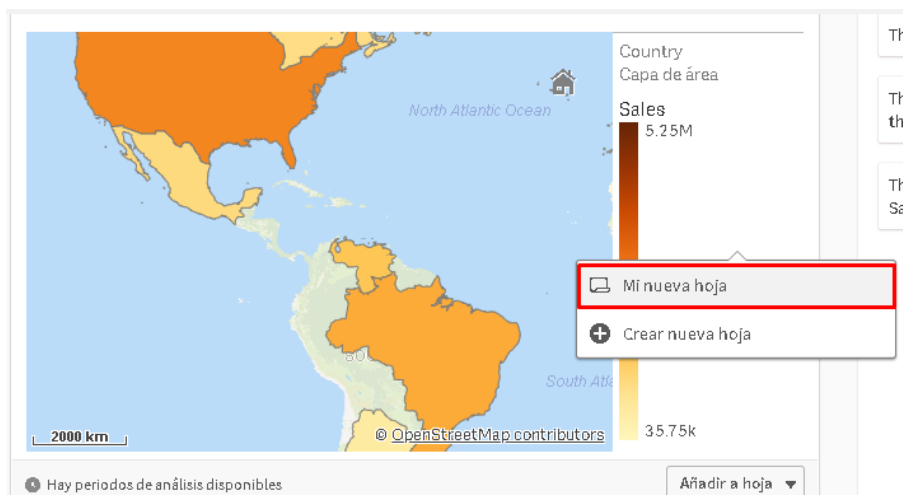 Country
Capa de área
North Atlantic Ocean
Sales
5.25M
Th
Th
th
Th
Sa
Mi nueva hoja
Crear nueva hoja
South Atla
35.75k
2000 km
© OpenStreetMap contributors
Hay periodos de análisis disponibles
Añadir a hoja